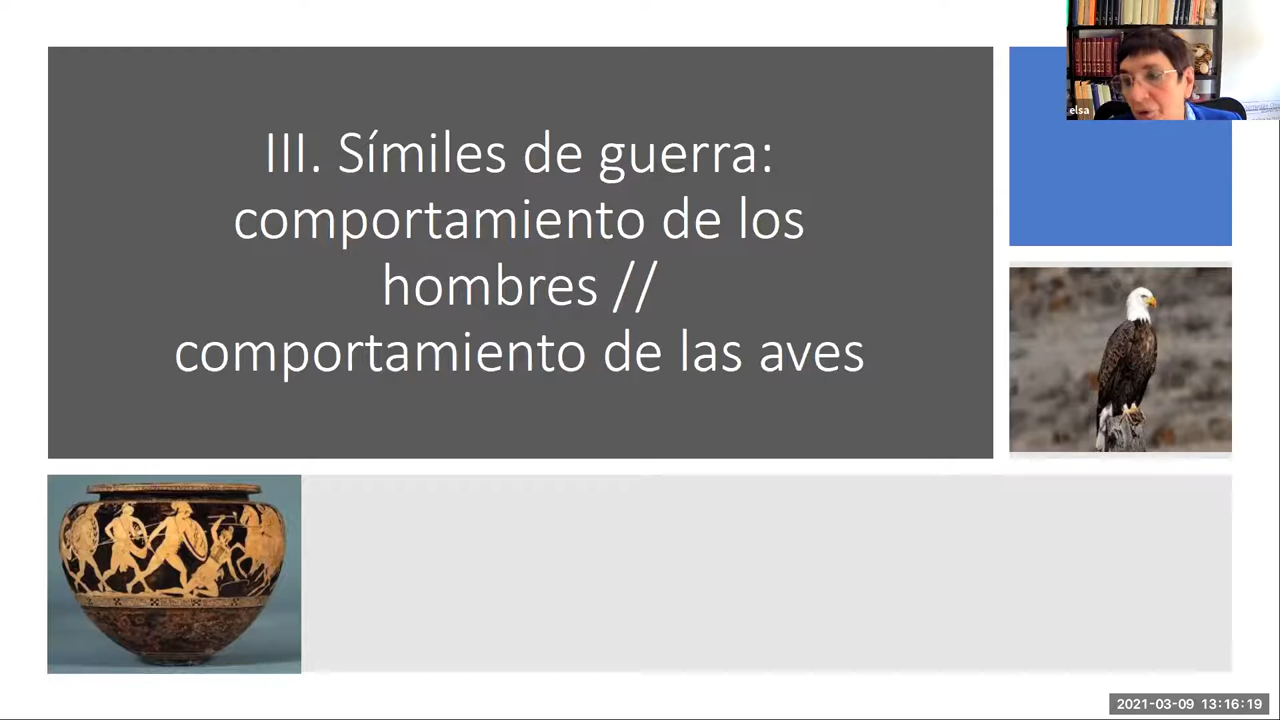 III. Símiles de guerra:
comportamiento de los
hombres //
comportamiento de las aves
elsa
2021-03-09 13:16:19